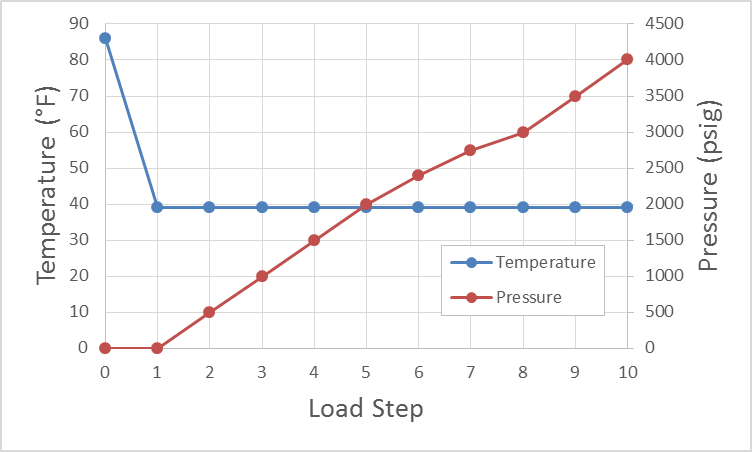 90 4500
80 4000
70 3500
60 3000
50 2500
40 2000
30 1500
20 1000
10 500
0 0
Temperature (°F)
Pressure (psig)
Temperature
Pressure
0 1 2 3 4 5 6 7 8 9 10
Load Step